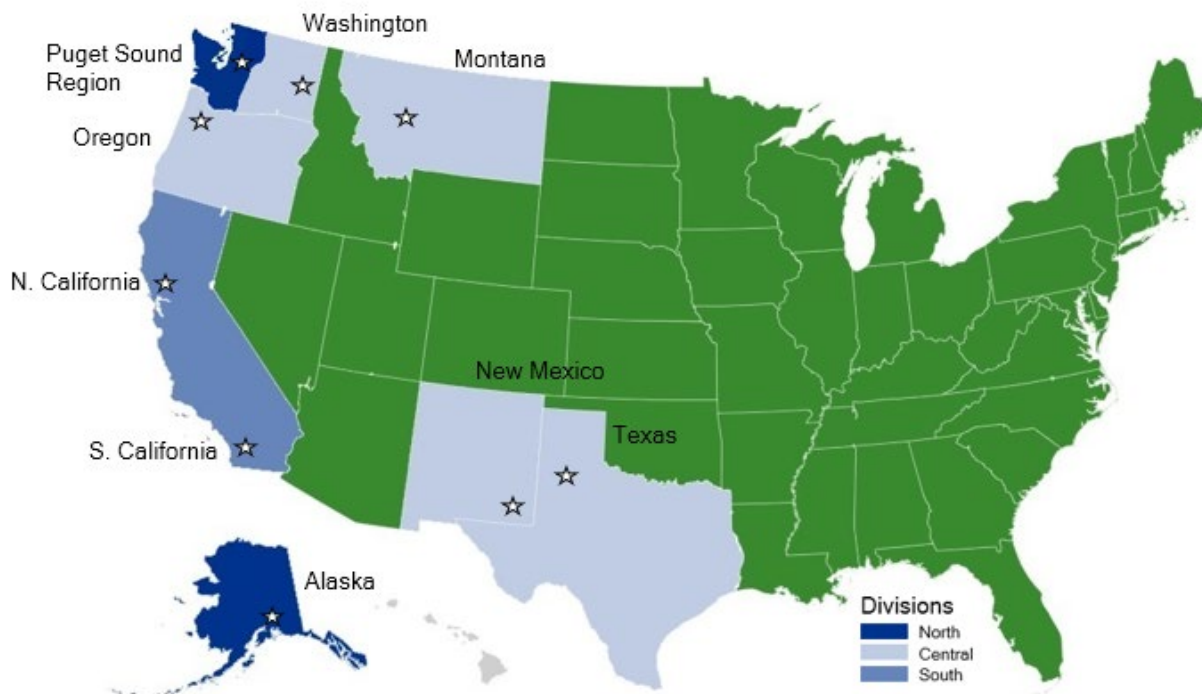 Washington
Puget Sound
Region
Montana
Oregon
N. California
New Mexico
Texas
S. California
Alaska
Divisions
North
Central
South